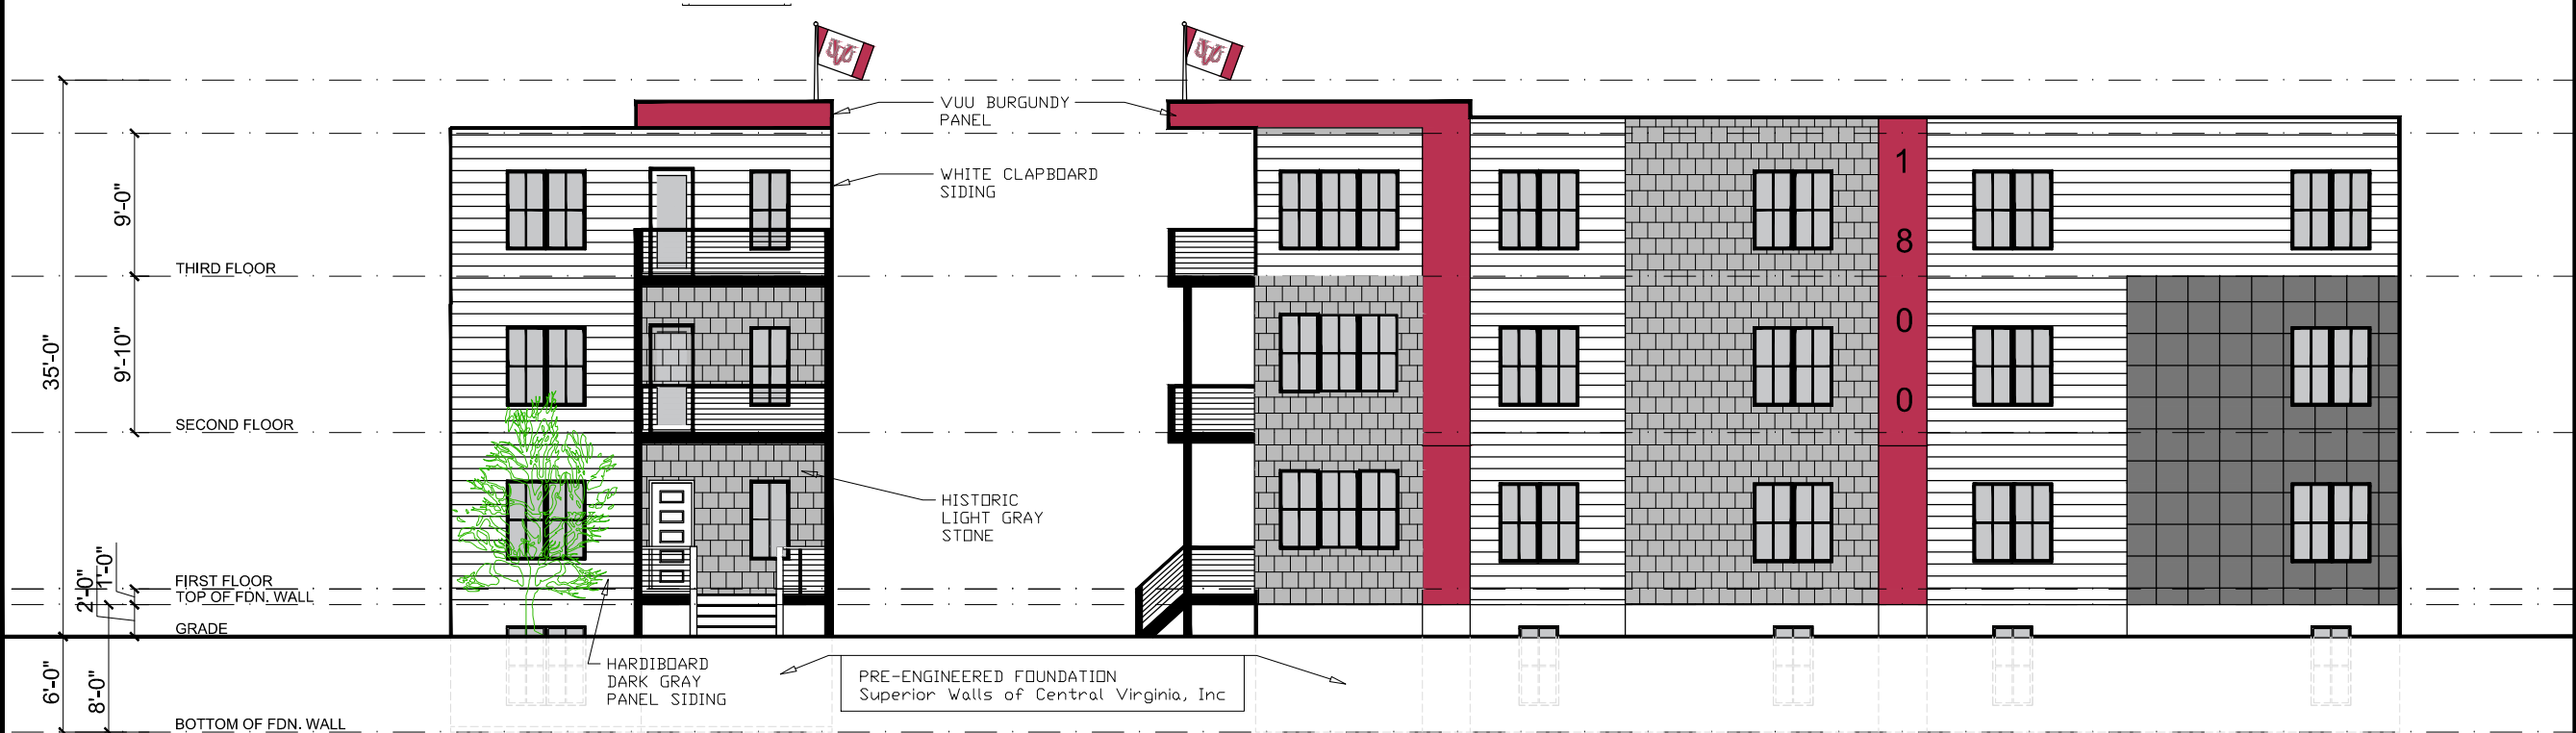 VUU BURGUNDY
PANEL
WHITE CLAPBOARD
SIDING
HISTORIC
LIGHT GRAY
STONE
HARDIBOARD
DARK GRAY
PANEL SIDING
PRE-ENGINEERED FOUNDATION
Superior Walls of Central Virginia, Inc
THIRD FLOOR
SECOND FLOOR
FIRST FLOOR
TOP OF FDN. WALL
GRADE
BOTTOM OF FDN. WALL
35'-0"
9'-0"
9'-10"
1'-0"
2'-0"
6'-0"
8'-0"
1
8
0
0
VUU
VUU